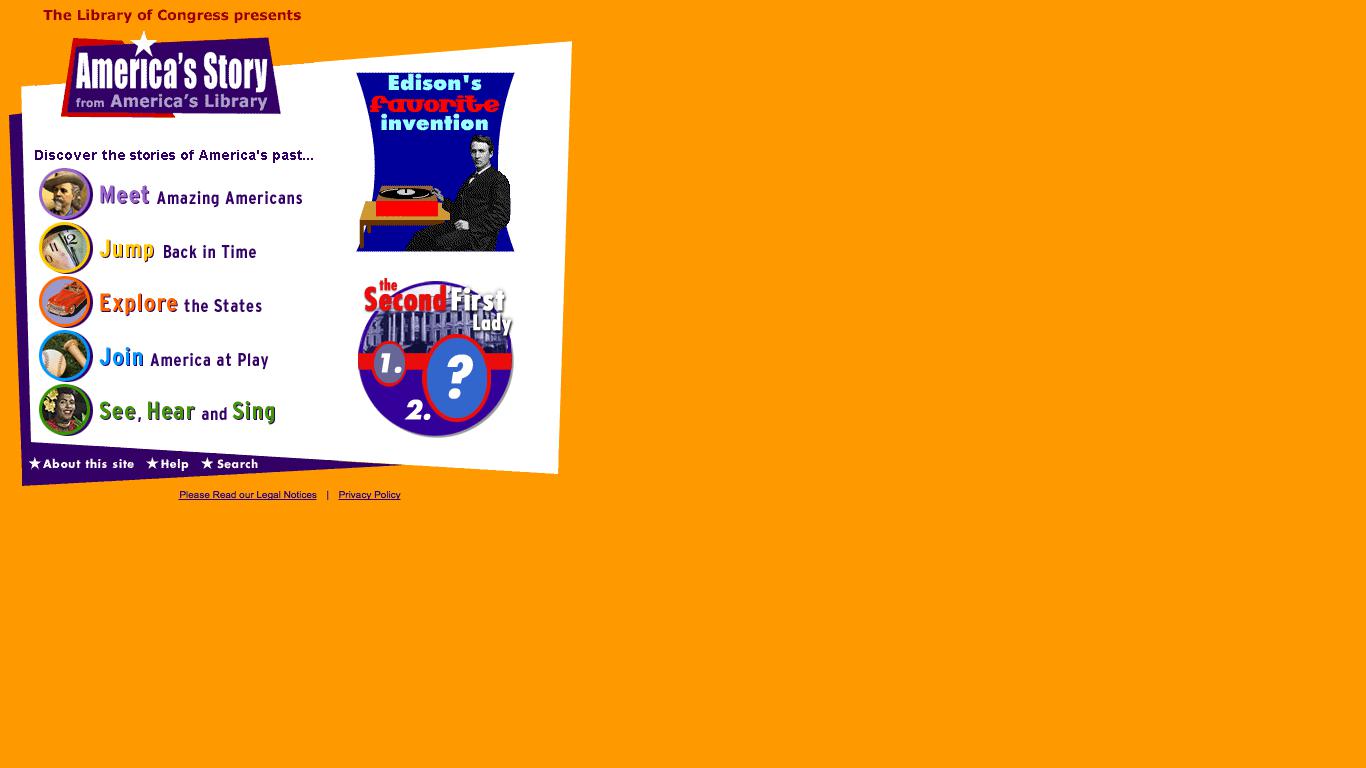 The Library of Congress presents
America's Story
from America's Library
Discover the stories of America's past...
Meet Amazing Americans
Jump Back in Time
Explore the States
Join America at Play
See, Hear and Sing
Edison's
favorite
invention
the
Second First
Lady
1.
?
2.
About this site Help Search
Please Read our Legal Notices | Privacy Policy